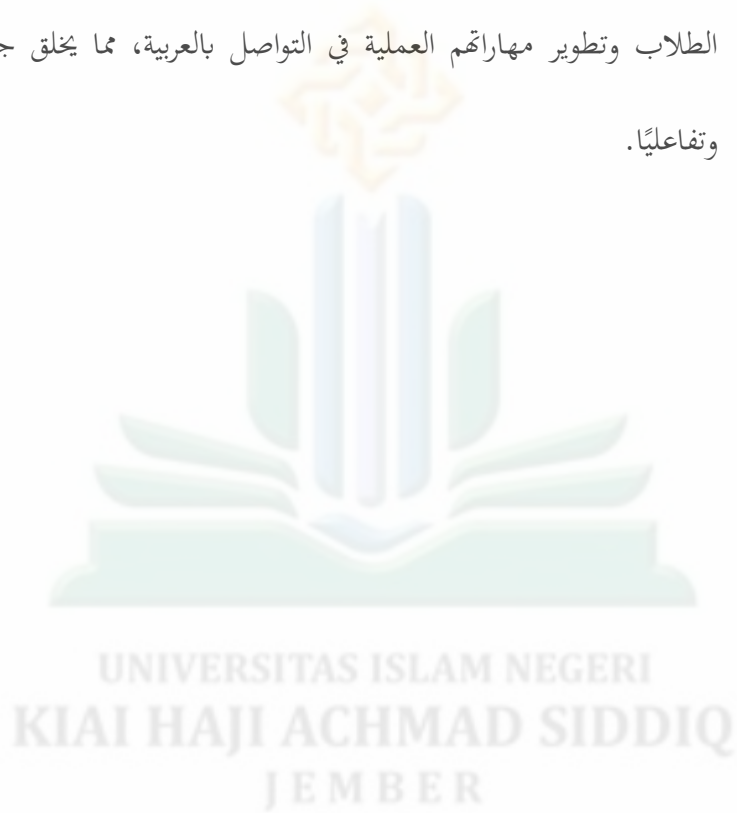 الطلاب وتطوير مهاراتهم العملية في التواصل بالعربية، مما يخلق
وتفاعليًا.
UNIVERSITAS ISLAM NEGERI
KIAI HAJI ACHMAD SIDDIQ
JEMBER